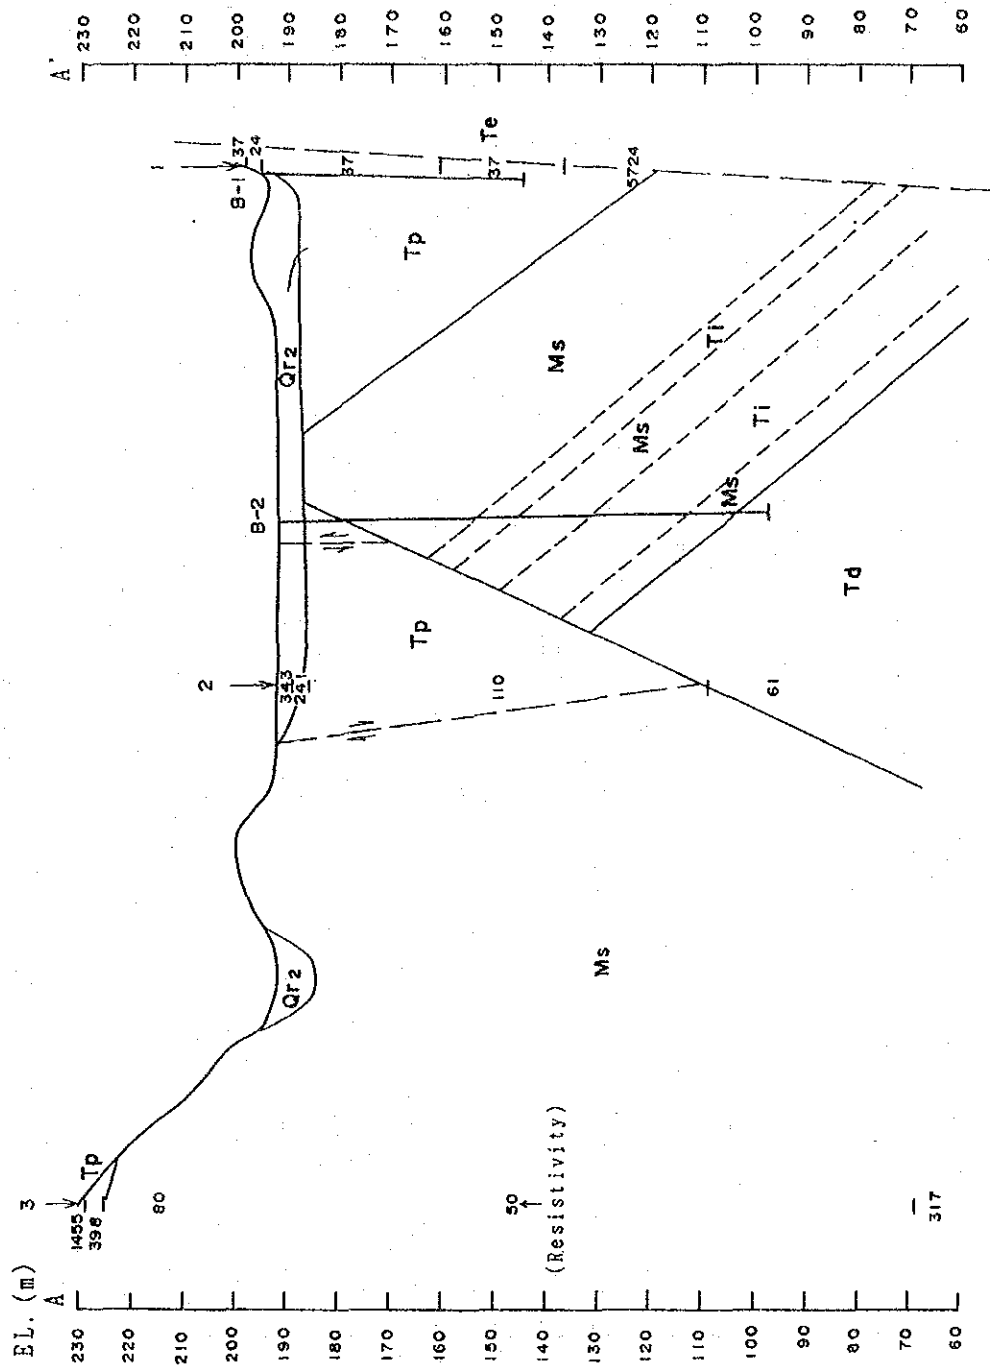 EL. (m)
A
A'
230
220
210
200
190
180
170
160
150
140
130
120
110
100
90
80
70
60
230
220
210
200
190
180
170
160
150
140
130
120
110
100
90
80
70
60
3
1455
398
Tp
80
50
(Resistivity)
317
Qr2
Ms
2
343
241
110
61
Tp
B-2
Td
Qr2
Ms
Ti
Ms
Ti
Ms
Tp
B-1
1
37
24
37
37
5724
Te